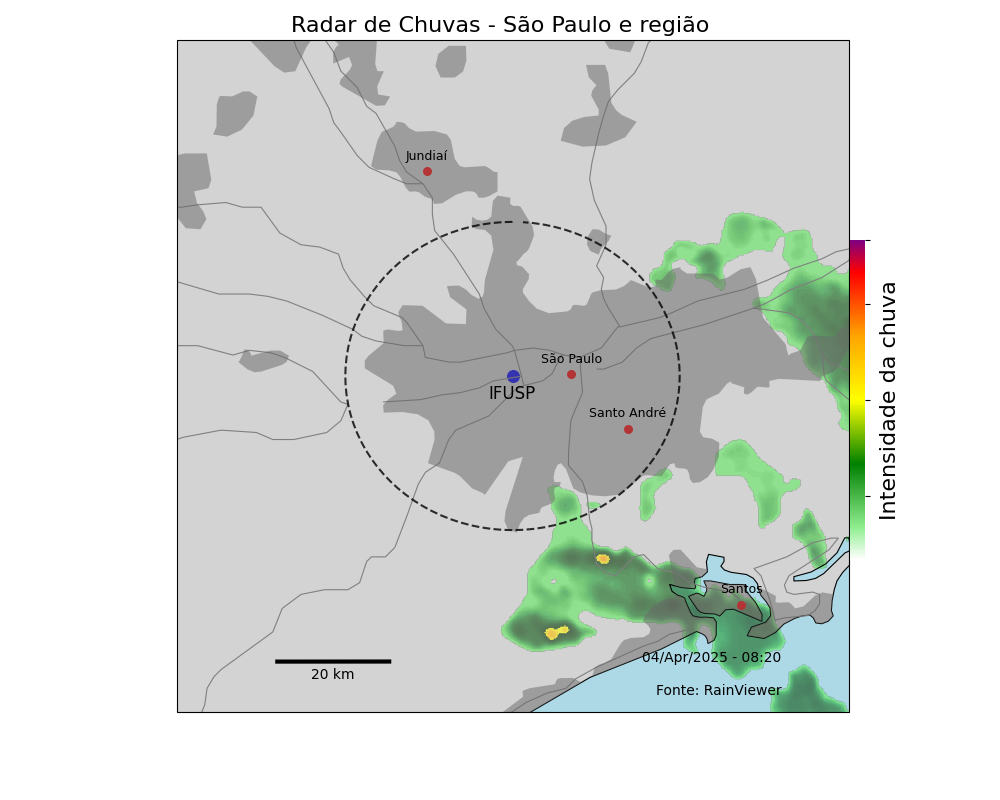 Radar de Chuvas - São Paulo e região
Jundiaí
São Paulo
IFUSP
Santo André
Intensidade da chuva
Santos
04/Apr/2025 - 08:20
20 km
Fonte: RainViewer